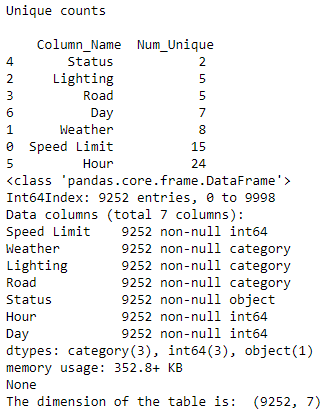 Unique counts
Column_Name Num_Unique
4 Status 2
2 Lighting 5
3 Road 5
6 Day 7
1 Weather 8
0 Speed Limit 15
5 Hour 24
<class 'pandas.core.frame.DataFrame'>
Int64Index: 9252 entries, 0 to 9998
Data columns (total 7 columns):
Speed Limit 9252 non-null int64
Weather 9252 non-null category
Lighting 9252 non-null category
Road 9252 non-null category
Status 9252 non-null object
Hour 9252 non-null int64
Day 9252 non-null int64
dtypes: category(3), int64(3), object(1)
memory usage: 352.8+ KB
None
The dimension of the table is: (9252, 7)